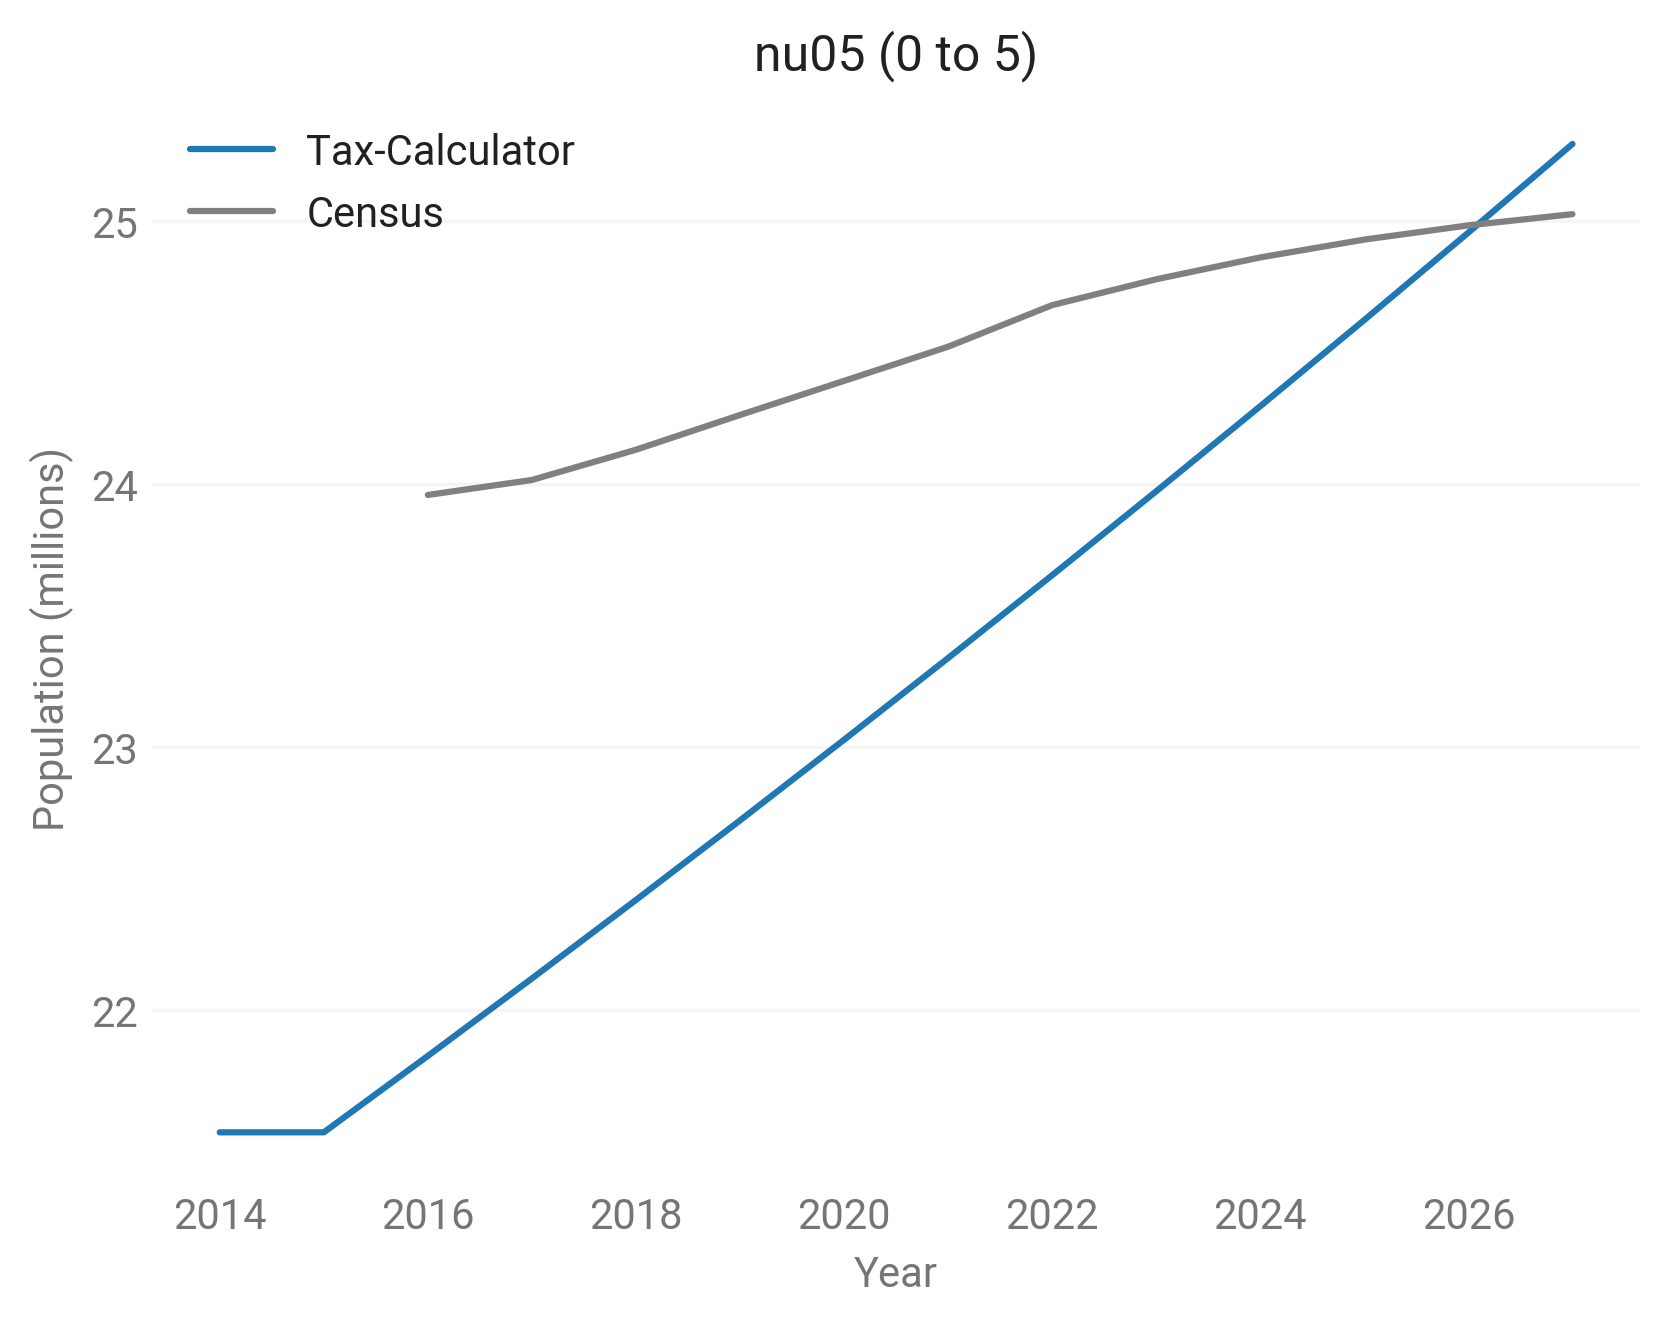 nu05 (0 to 5)
Tax-Calculator
Census
Population (millions)
25
24
23
22
2014 2016 2018 2020 2022 2024 2026
Year